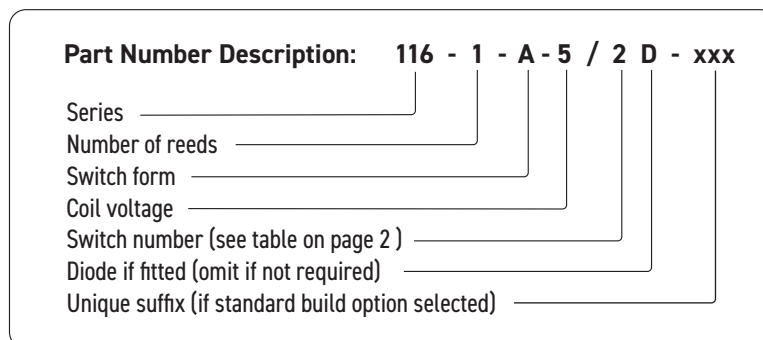 Part Number Description: 116 - 1 - A - 5 / 2 D - xxx
Series
Number of reeds
Switch form
Coil voltage
Switch number (see table on page 2 )
Diode if fitted (omit if not required)
Unique suffix (if standard build option selected)